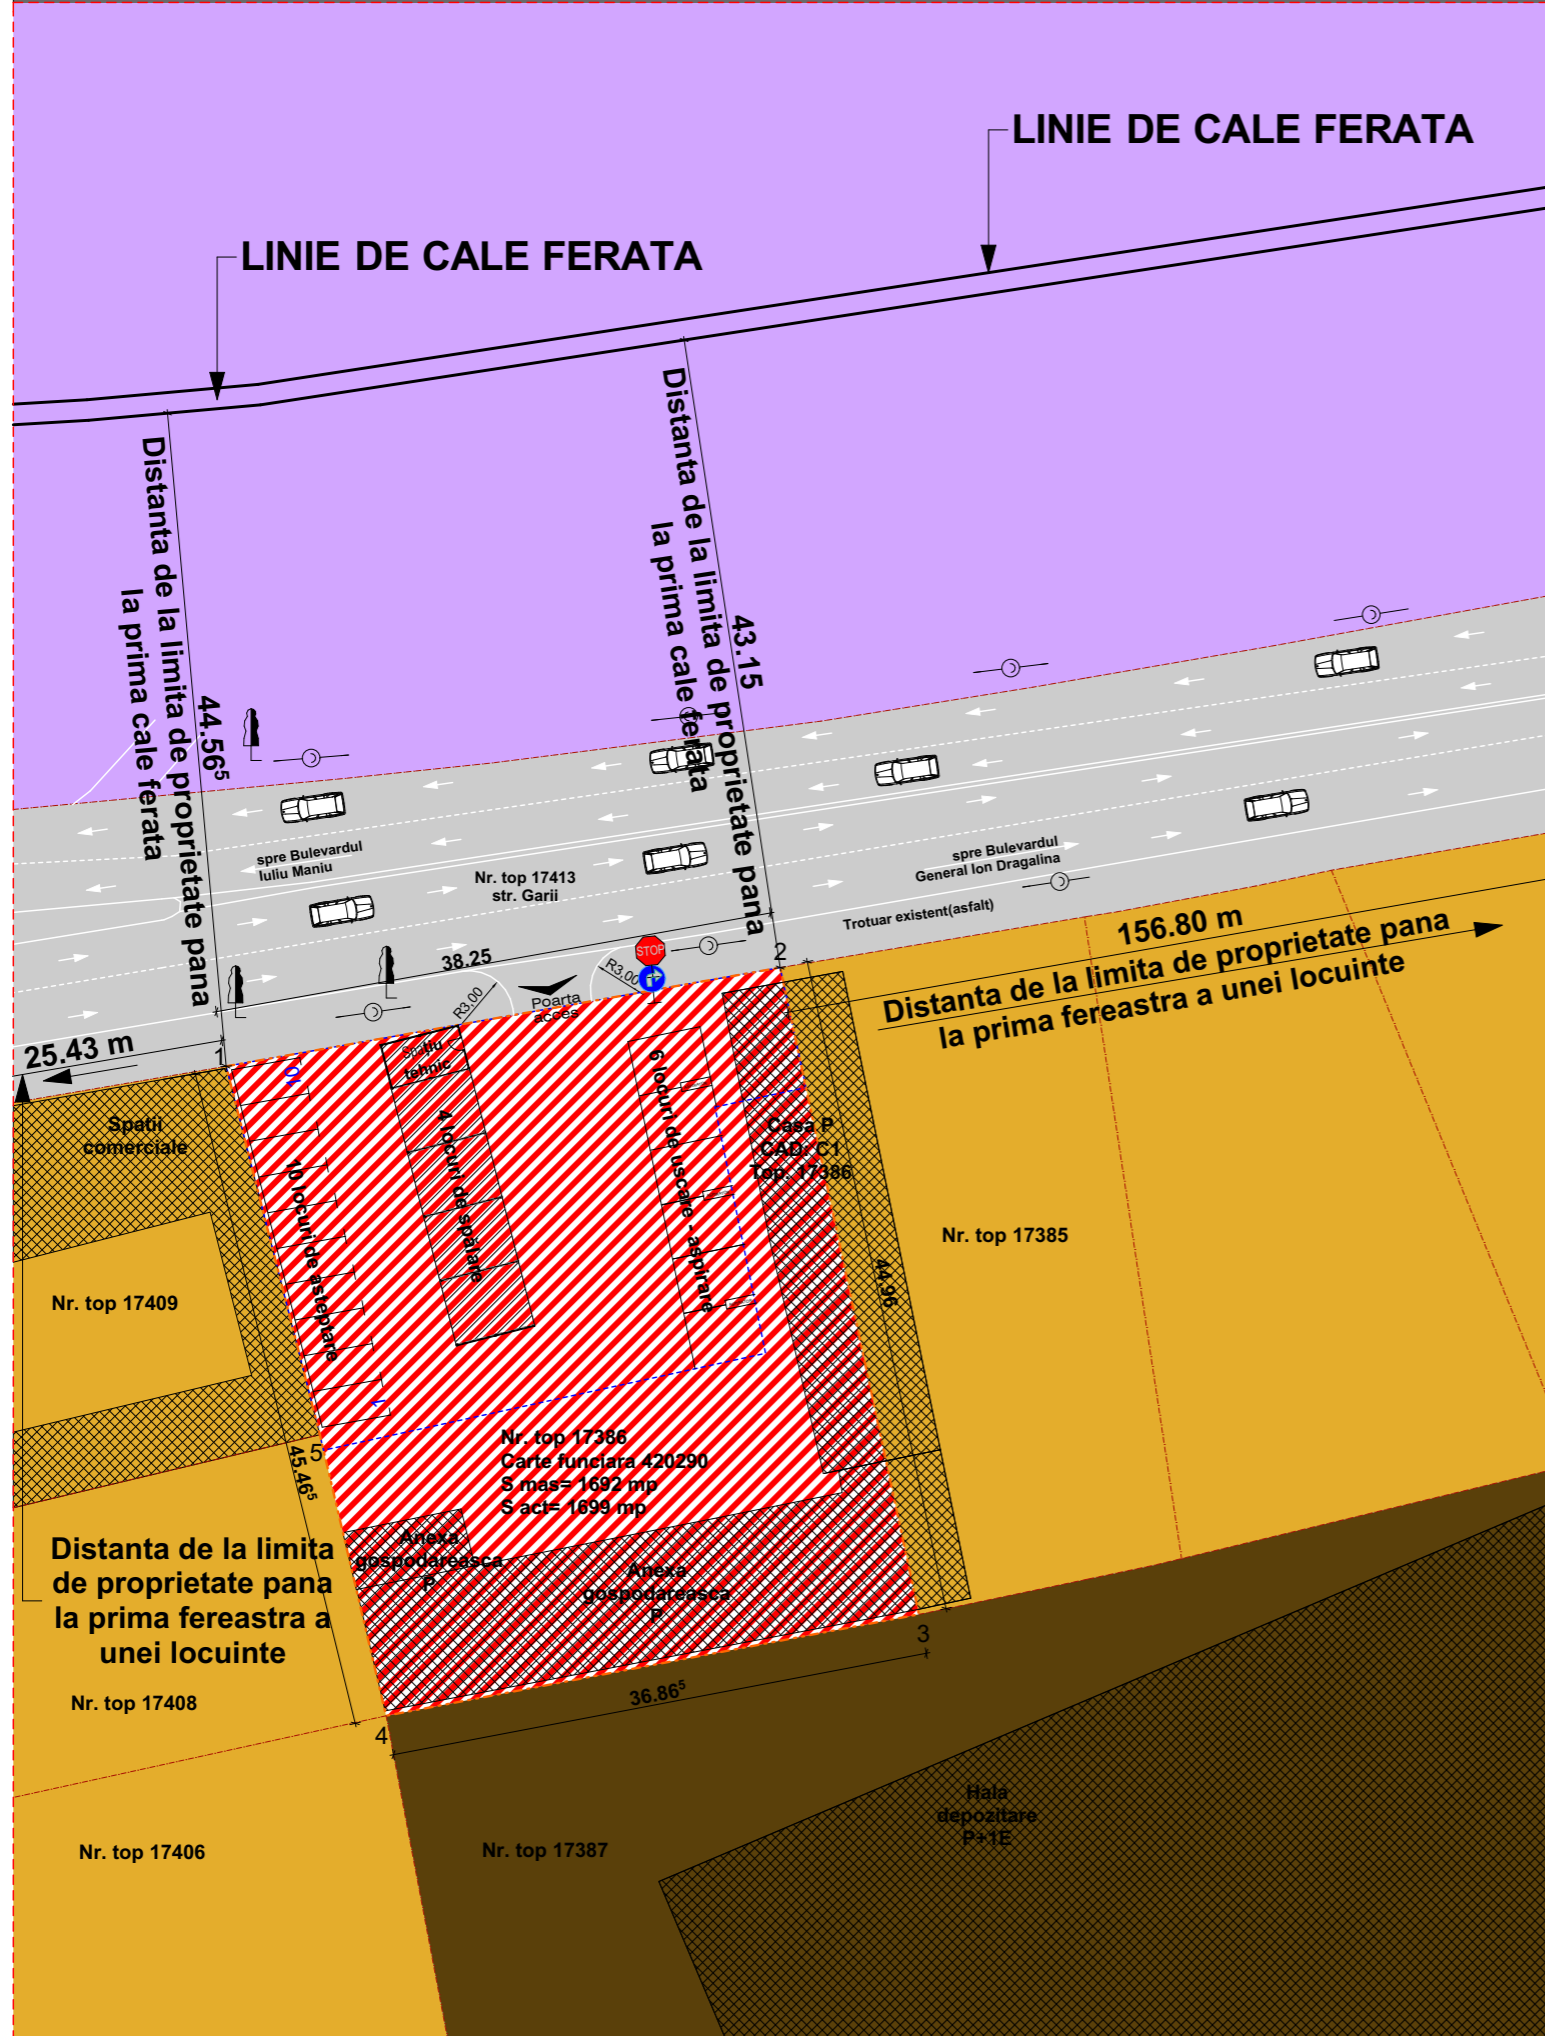 LINIE DE CALE FERATA
LINIE DE CALE FERATA
Distanta de la limita de proprietate pana
la prima cale ferata
44.56⁵
Distanta de la limita de proprietate pana
la prima cale ferata
43.15
spre Bulevardul
Iuliu Maniu
Nr. top 17413
str. Garii
spre Bulevardul
General Ion Dragalina
Trotuar existent(asfalt)
156.80 m
Distanta de la limita de proprietate pana
la prima fereastra a unei locuinte
38.25
STOP
R3,00
R3,00
Poarta
acces
2
25.43 m
1
Spatiu
tehnic
10
Spatii
comerciale
10 locuri de asteptare
4 locuri de spălare
6 locuri de uscare - aspirare
Casa P
CAD: C1
Top. 17386
Nr. top 17385
44.96
Nr. top 17409
1
5
45.46⁵
Nr. top 17386
Carte funciara 420290
S mas= 1692 mp
S act= 1699 mp
Anexa
gospodareasca
P
Anexa
gospodareasca
P
Distanta de la limita
de proprietate pana
la prima fereastra a
unei locuinte
3
36.86⁵
Nr. top 17408
4
Nr. top 17406
Nr. top 17387
Hala
depozitare
P+1E